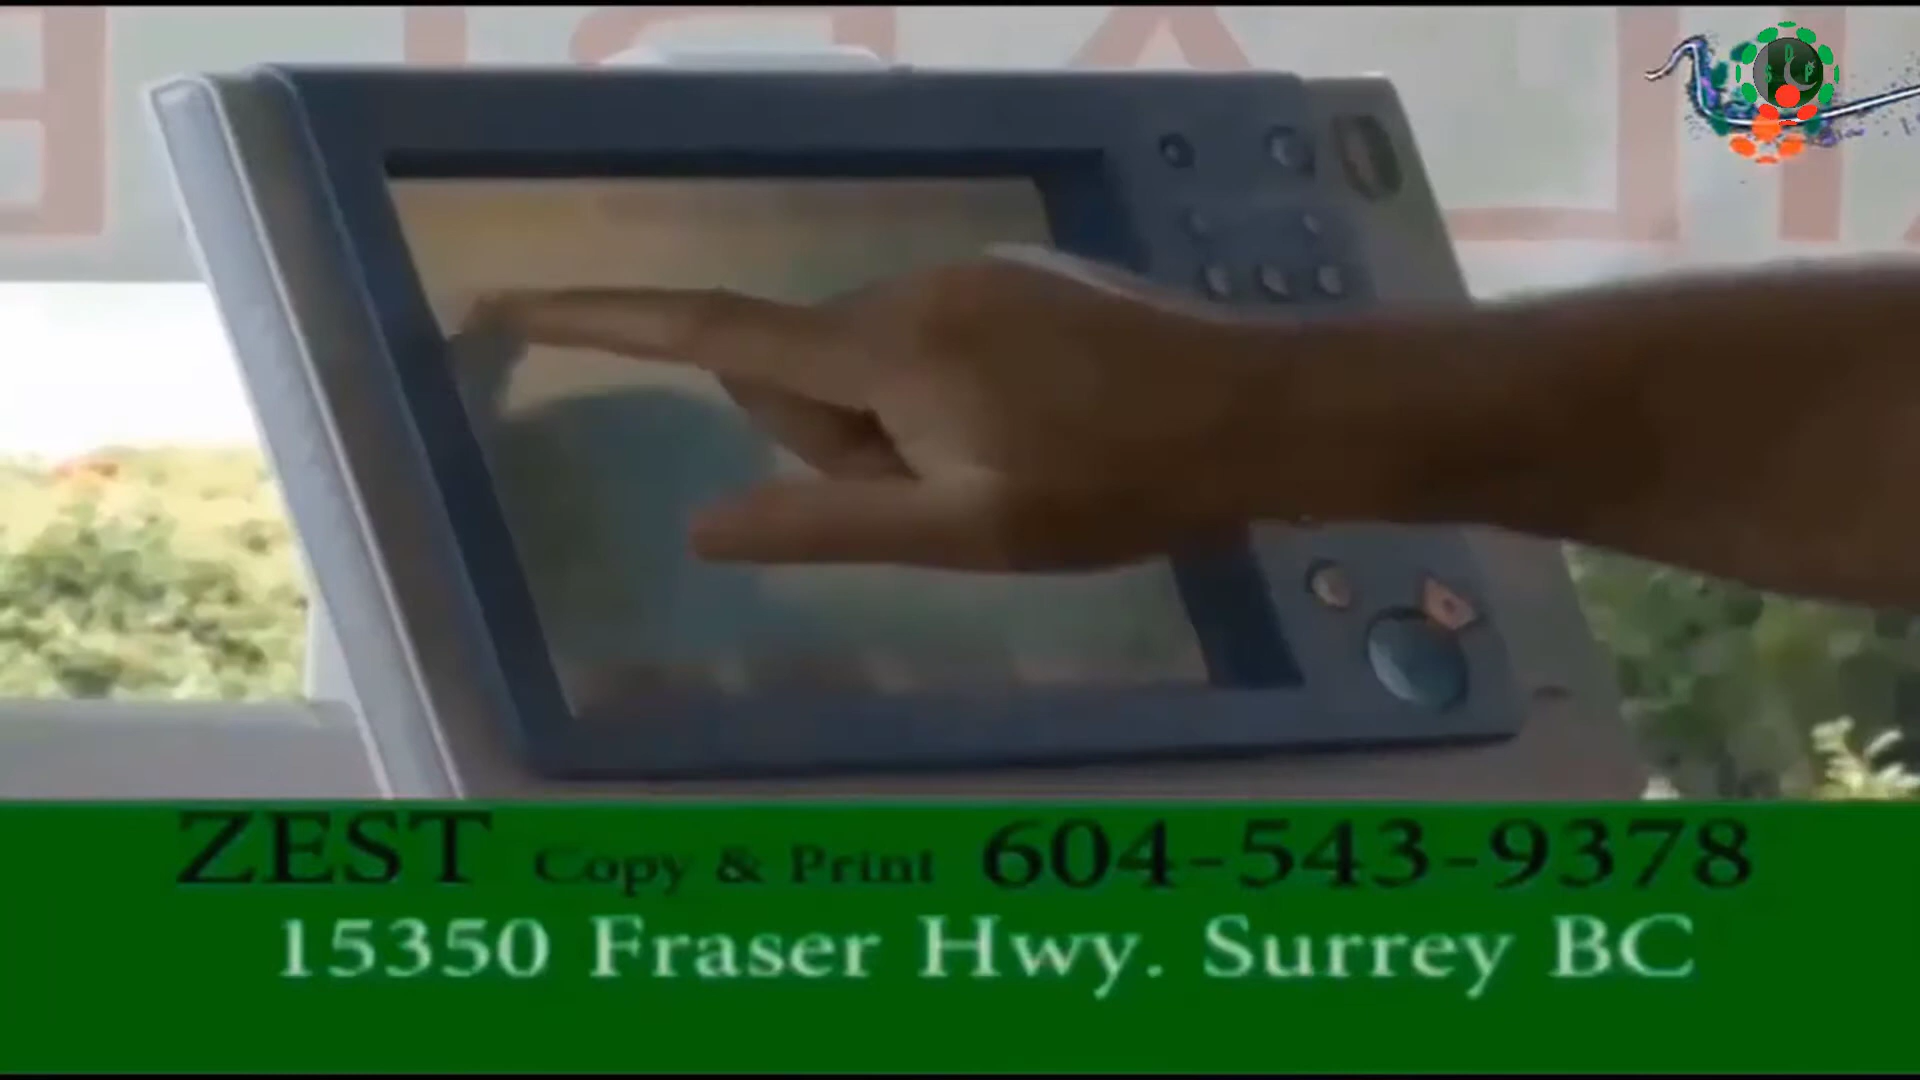 S D P
ZEST Copy & Print 604-543-9378
15350 Fraser Hwy. Surrey BC